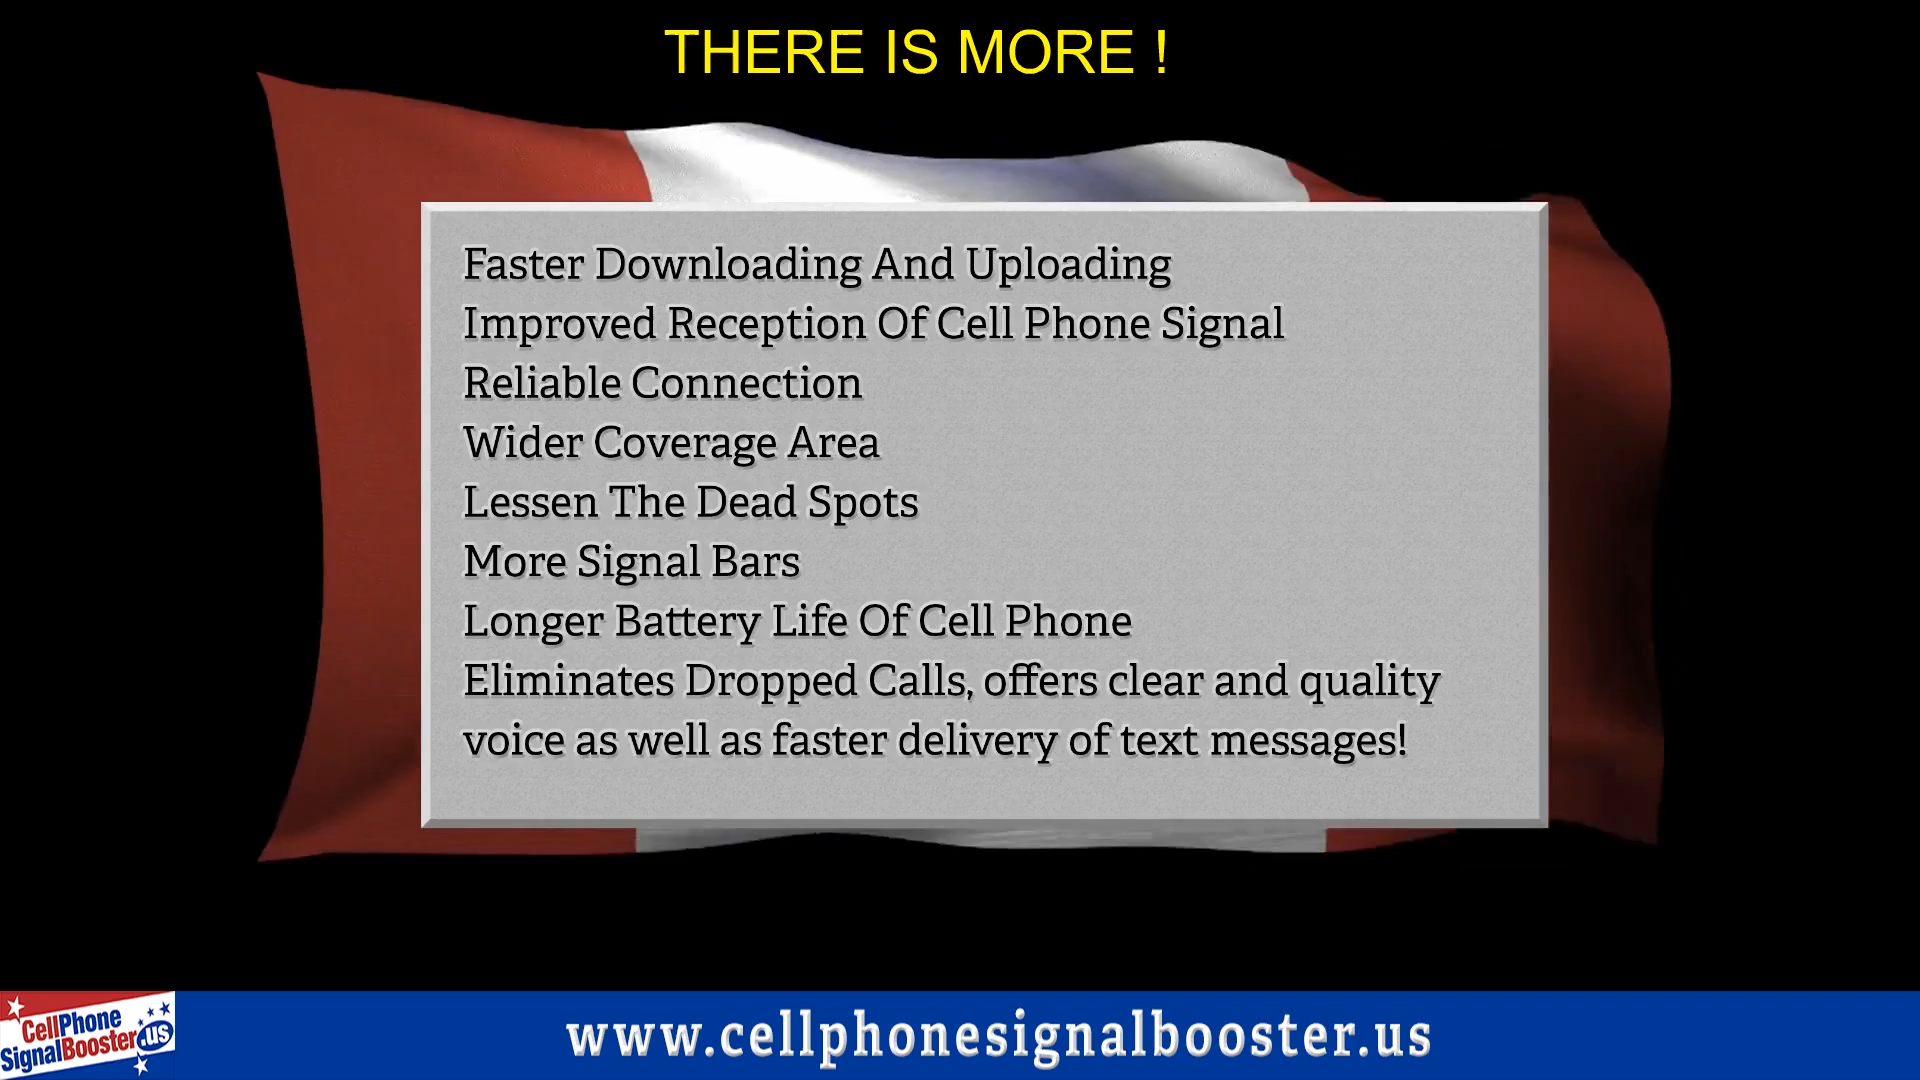 THERE IS MORE !
Faster Downloading And Uploading
Improved Reception Of Cell Phone Signal
Reliable Connection
Wider Coverage Area
Lessen The Dead Spots
More Signal Bars
Longer Battery Life Of Cell Phone
Eliminates Dropped Calls, offers clear and quality
voice as well as faster delivery of text messages!
CellPhone
SignalBooster.us
www.cellphonesignalbooster.us